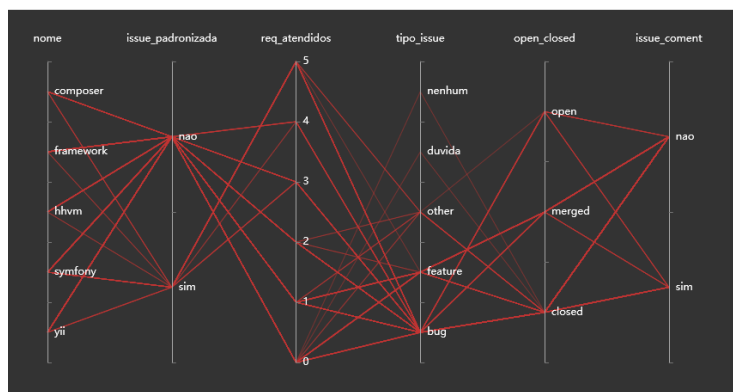 nome issue_padronizada req_atendidos tipo_issue open_closed issue_coment
5
composer nenhum
open
4
nao nao
framework duvida
3
hhvm other merged
2
symfony feature
sim sim
1
closed
yii bug
0